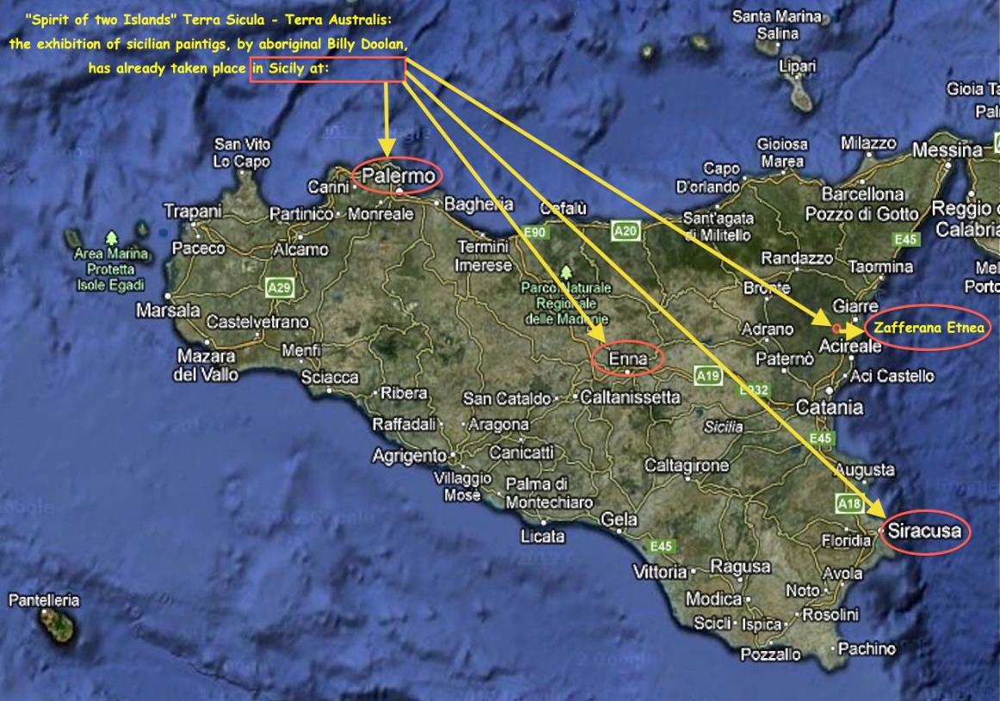 "Spirit of two Islands" Terra Sicula - Terra Australis:
the exhibition of sicilian paintigs, by aboriginal Billy Doolan,
has already taken place in Sicily at:
Santa Marina
Salina
Lipari
Gioia Ta
Pal
San Vito
Lo Capo
Gioiosa
Marea
Milazzo
Messina
Palermo
Carini
Capo
D'orlando
Barcellona
Pozzo di Gotto
Trapani
Partinico
Monreale
Bagheria
Cefalù
Sant'agata
di Militello
Reggio
Calabria
E90
A20
E45
Paceco
Alcamo
Termini
Imerese
Area Marina
Protetta
Isole Egadi
Randazzo
Taormina
Mel
Porto
A29
Parco Naturale
Regionale
delle Madonie
Bronte
Giarre
Marsala
Castelvetrano
Adrano
Zafferana Etnea
Acireale
Mazara
del Vallo
Menfi
Enna
Paternò
Sciacca
A19
Aci Castello
Ribera
San Cataldo
Caltanissetta
E932
Catania
Raffadali
Aragona
Sicilia
E45
Agrigento
Canicatti
Caltagirone
Augusta
Villaggio
Mosè
Palma di
Montechiaro
A18
Gela
Licata
Floridia
Siracusa
E45
Vittoria
Ragusa
Avola
Pantelleria
Modica
Noto
Scicli
Ispica
Rosolini
Pozzallo
Pachino